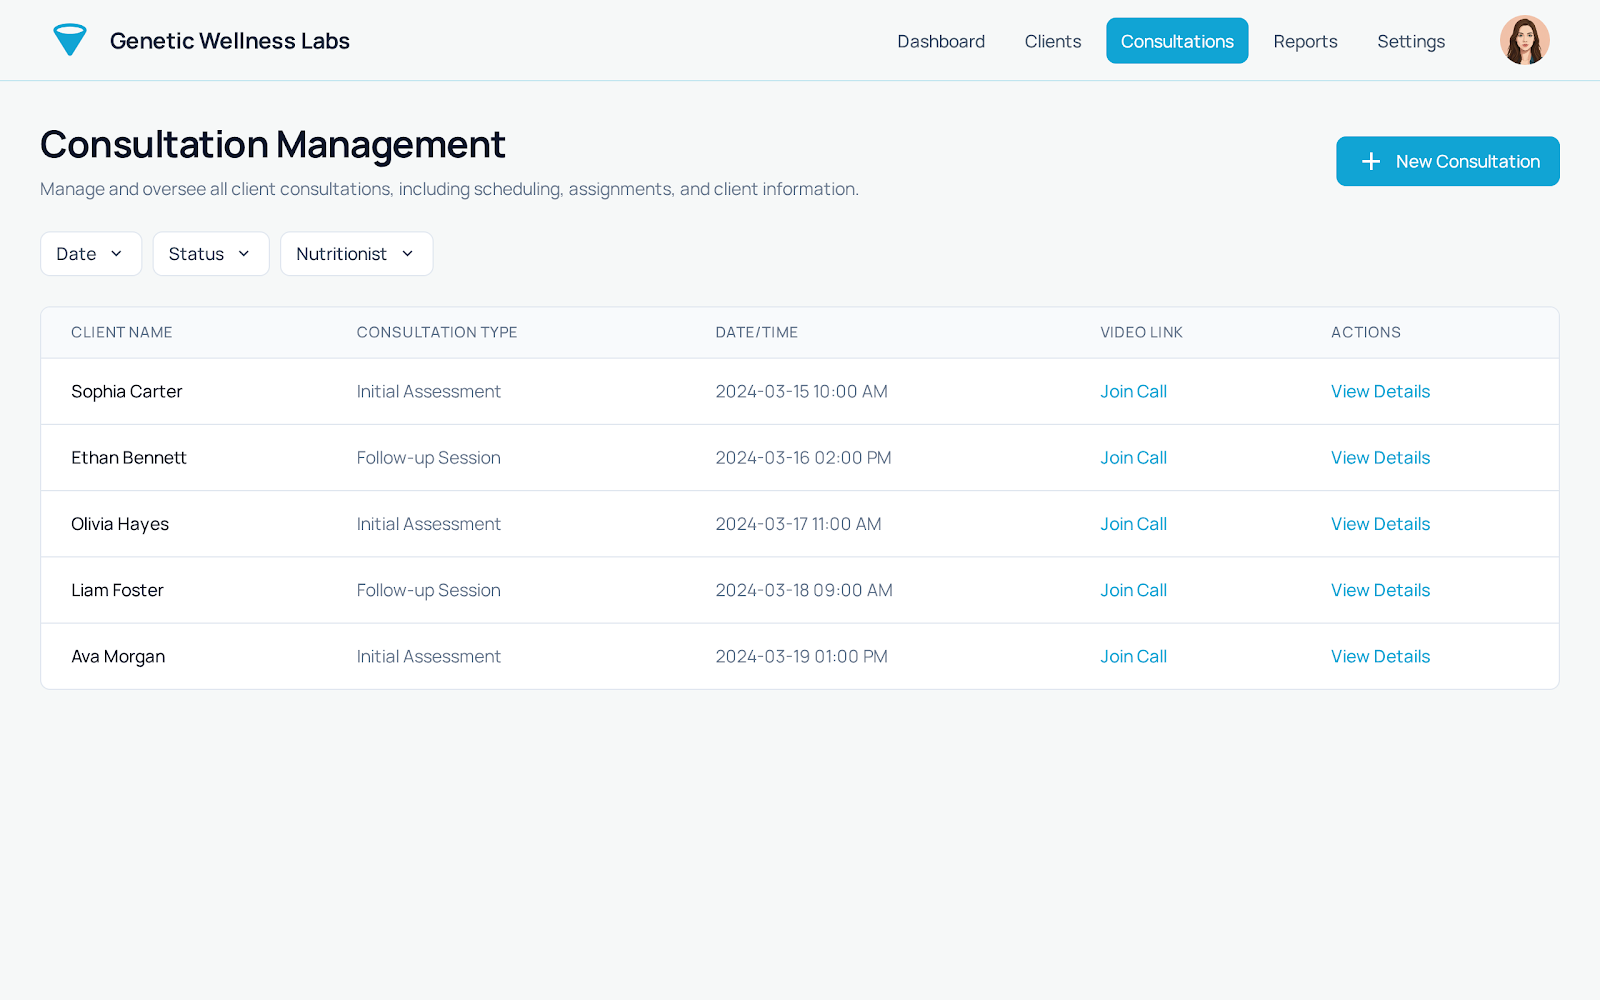 Genetic Wellness Labs
Dashboard Clients Consultations Reports Settings
Consultation Management
Manage and oversee all client consultations, including scheduling, assignments, and client information.
New Consultation
Date Status Nutritionist
CLIENT NAME CONSULTATION TYPE DATE/TIME VIDEO LINK ACTIONS
Sophia Carter Initial Assessment 2024-03-15 10:00 AM Join Call View Details
Ethan Bennett Follow-up Session 2024-03-16 02:00 PM Join Call View Details
Olivia Hayes Initial Assessment 2024-03-17 11:00 AM Join Call View Details
Liam Foster Follow-up Session 2024-03-18 09:00 AM Join Call View Details
Ava Morgan Initial Assessment 2024-03-19 01:00 PM Join Call View Details